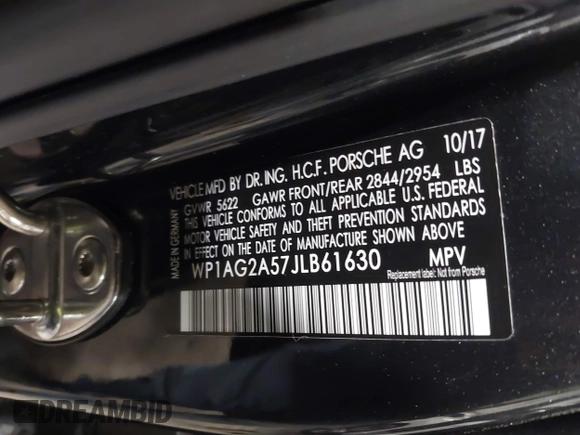 VEHICLE MFD BY DR.ING. H.C.F. PORSCHE AG 10/17
GVWR 5622 GAWR FRONT/REAR 2844/2954 LBS
THIS VEHICLE CONFORMS TO ALL APPLICABLE U.S. FEDERAL
MOTOR VEHICLE SAFETY AND THEFT PREVENTION STANDARDS
IN EFFECT ON THE DATE OF MANUFACTURE SHOWN ABOVE
MADE IN GERMANY
WP1AG2A57JLB61630 MPV
Replacement label: Not from Porsche
DREAMBID